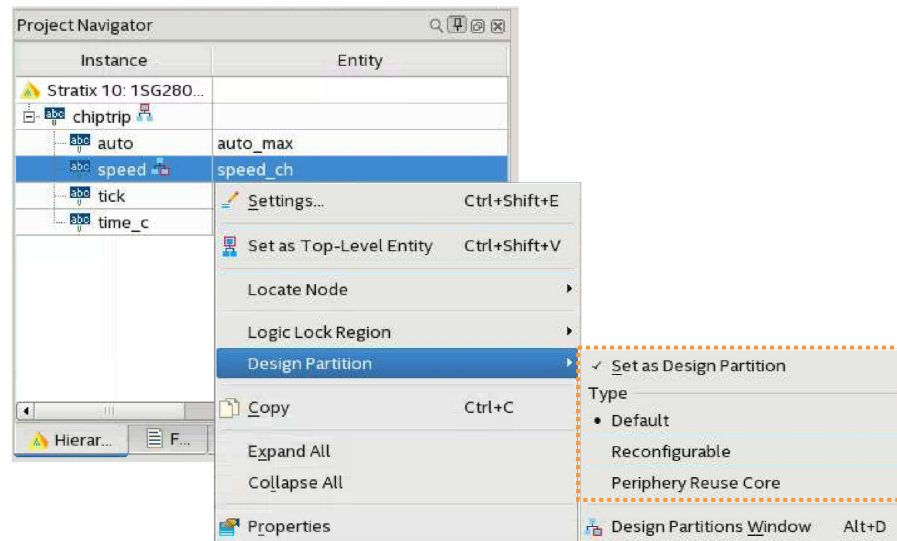 Project Navigator
Instance Entity
Stratix 10: 1SG280...
chiptrip
auto auto_max
speed speed_ch
tick
time_c
Hierar... F...
Settings... Ctrl+Shift+E
Set as Top-Level Entity Ctrl+Shift+V
Locate Node
Logic Lock Region
Design Partition
Copy Ctrl+C
Expand All
Collapse All
Properties
Set as Design Partition
Type
Default
Reconfigurable
Periphery Reuse Core
Design Partitions Window Alt+D